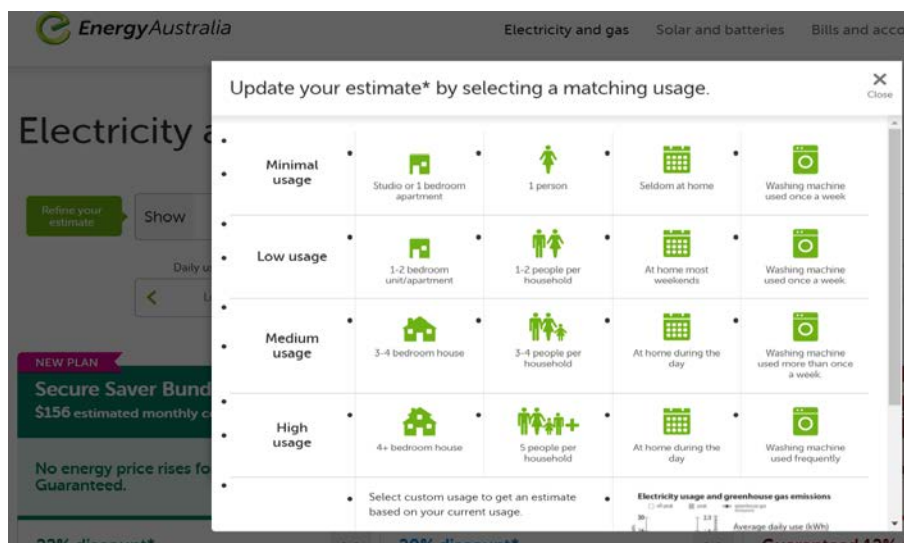 EnergyAustralia
Electricity and gas Solar and batteries Bills and acco
Update your estimate* by selecting a matching usage.
Close
Electricity a
Refine your
estimate
Show
Daily u
NEW PLAN
Secure Saver Bund
$156 estimated monthly c
No energy price rises fo
Guaranteed.
Minimal
usage
Studio or 1 bedroom
apartment
1 person
Seldom at home
Washing machine
used once a week
Low usage
1-2 bedroom
unit/apartment
1-2 people per
household
At home most
weekends
Washing machine
used once a week
Medium
usage
3-4 bedroom house
3-4 people per
household
At home during the
day
Washing machine
used more than once
a week.
High
usage
4+ bedroom house
5 people per
household
At home during the
day
Washing machine
used frequently
Select custom usage to get an estimate
based on your current usage.
Electricity usage and greenhouse gas emissions
Average daily use (kWh)
Guaranteed 12%